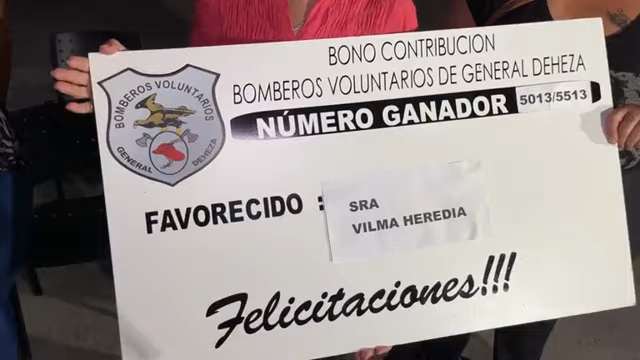 BONO CONTRIBUCION
BOMBEROS VOLUNTARIOS DE GENERAL DEHEZA
NÚMERO GANADOR 5013/5513
BOMBEROS VOLUNTARIOS
GENERAL DEHEZA
FAVORECIDO :
SRA
VILMA HEREDIA
Felicitaciones!!!